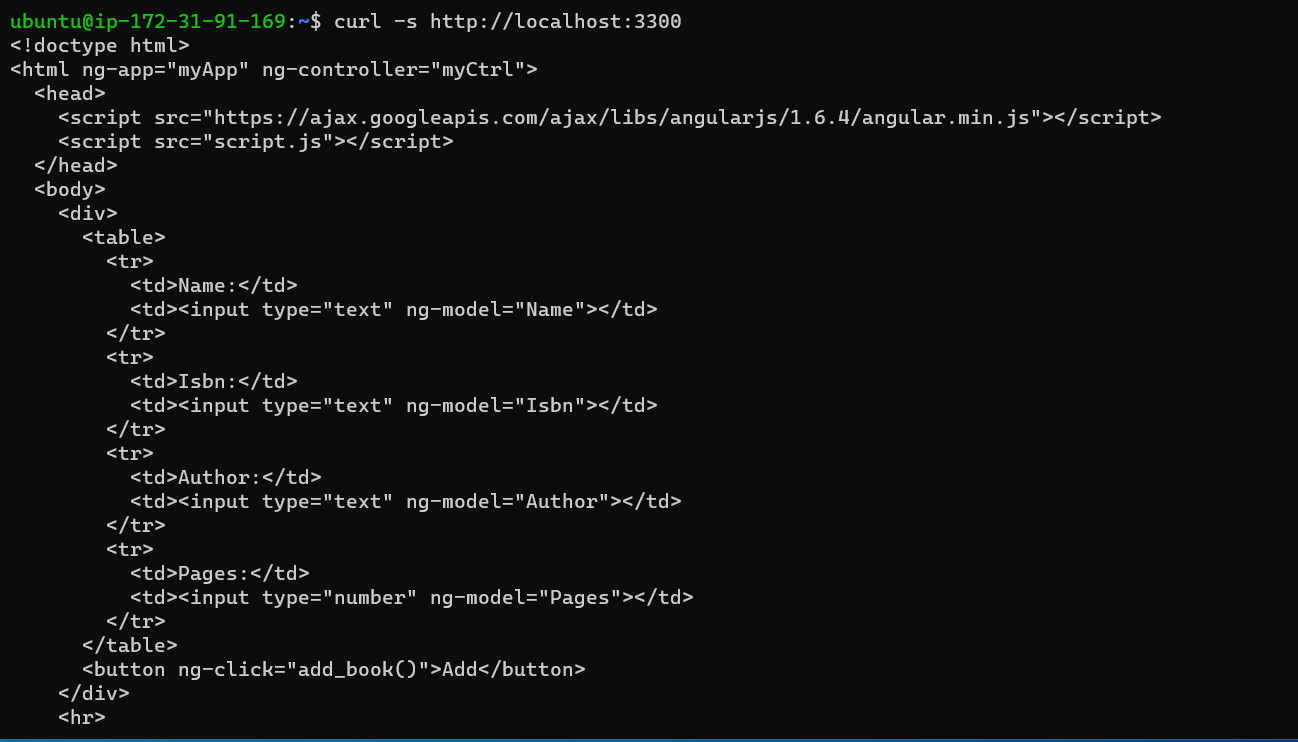 ubuntu@ip-172-31-91-169:~$ curl -s http://localhost:3300
<!doctype html>
<html ng-app="myApp" ng-controller="myCtrl">
  <head>
    <script src="https://ajax.googleapis.com/ajax/libs/angularjs/1.6.4/angular.min.js"></script>
    <script src="script.js"></script>
  </head>
  <body>
    <div>
      <table>
        <tr>
          <td>Name:</td>
          <td><input type="text" ng-model="Name"></td>
        </tr>
        <tr>
          <td>Isbn:</td>
          <td><input type="text" ng-model="Isbn"></td>
        </tr>
        <tr>
          <td>Author:</td>
          <td><input type="text" ng-model="Author"></td>
        </tr>
        <tr>
          <td>Pages:</td>
          <td><input type="number" ng-model="Pages"></td>
        </tr>
      </table>
      <button ng-click="add_book()">Add</button>
    </div>
    <hr>